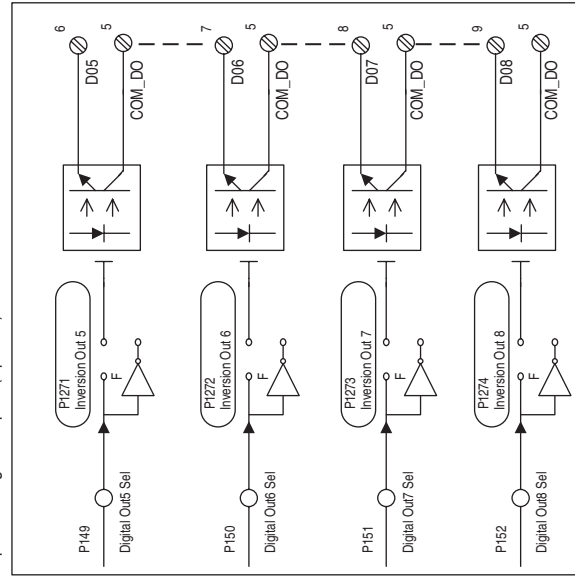 P149
Digital Out5 Sel
P1271
Inversion Out 5
F
D05
COM_DO
6
5
P150
Digital Out6 Sel
P1272
Inversion Out 6
F
D06
COM_DO
7
5
P151
Digital Out7 Sel
P1273
Inversion Out 7
F
D07
COM_DO
8
5
P152
Digital Out8 Sel
P1274
Inversion Out 8
F
D08
COM_DO
9
5